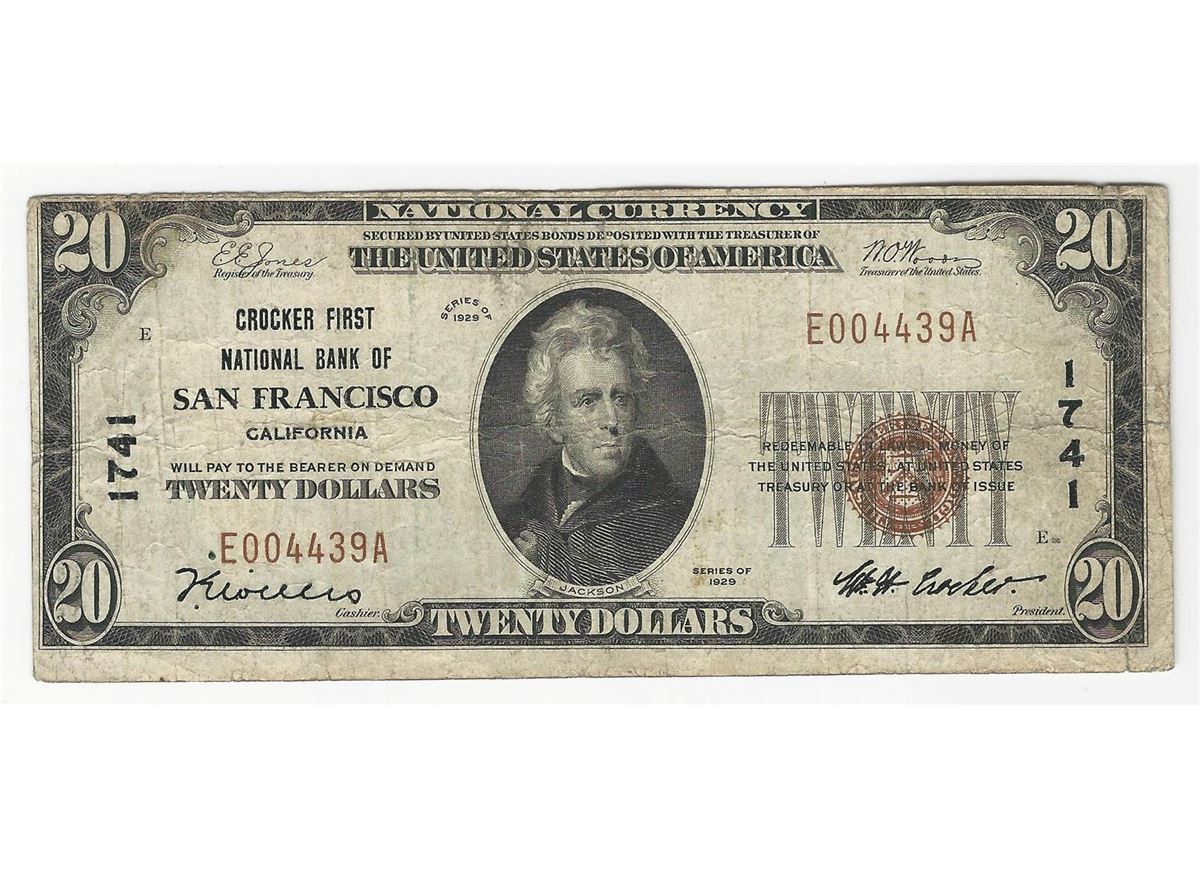 NATIONAL CURRENCY
SECURED BY UNITED STATES BONDS DEPOSITED WITH THE TREASURER OF
THE UNITED STATES OF AMERICA
20
20
E E Jones
Register of the Treasury.
W. O. Woods
Treasurer of the United States.
SERIES OF
1929
E
CROCKER FIRST
NATIONAL BANK OF
SAN FRANCISCO
CALIFORNIA
WILL PAY TO THE BEARER ON DEMAND
TWENTY DOLLARS
1741
E004439A
E004439A
1741
TWENTY
REDEEMABLE IN LAWFUL MONEY OF
THE UNITED STATES, AT UNITED STATES
TREASURY OR AT THE BANK OF ISSUE
E
JACKSON
SERIES OF
1929
Cashier.
Wm. H. Crocker.
President.
20
TWENTY DOLLARS
20